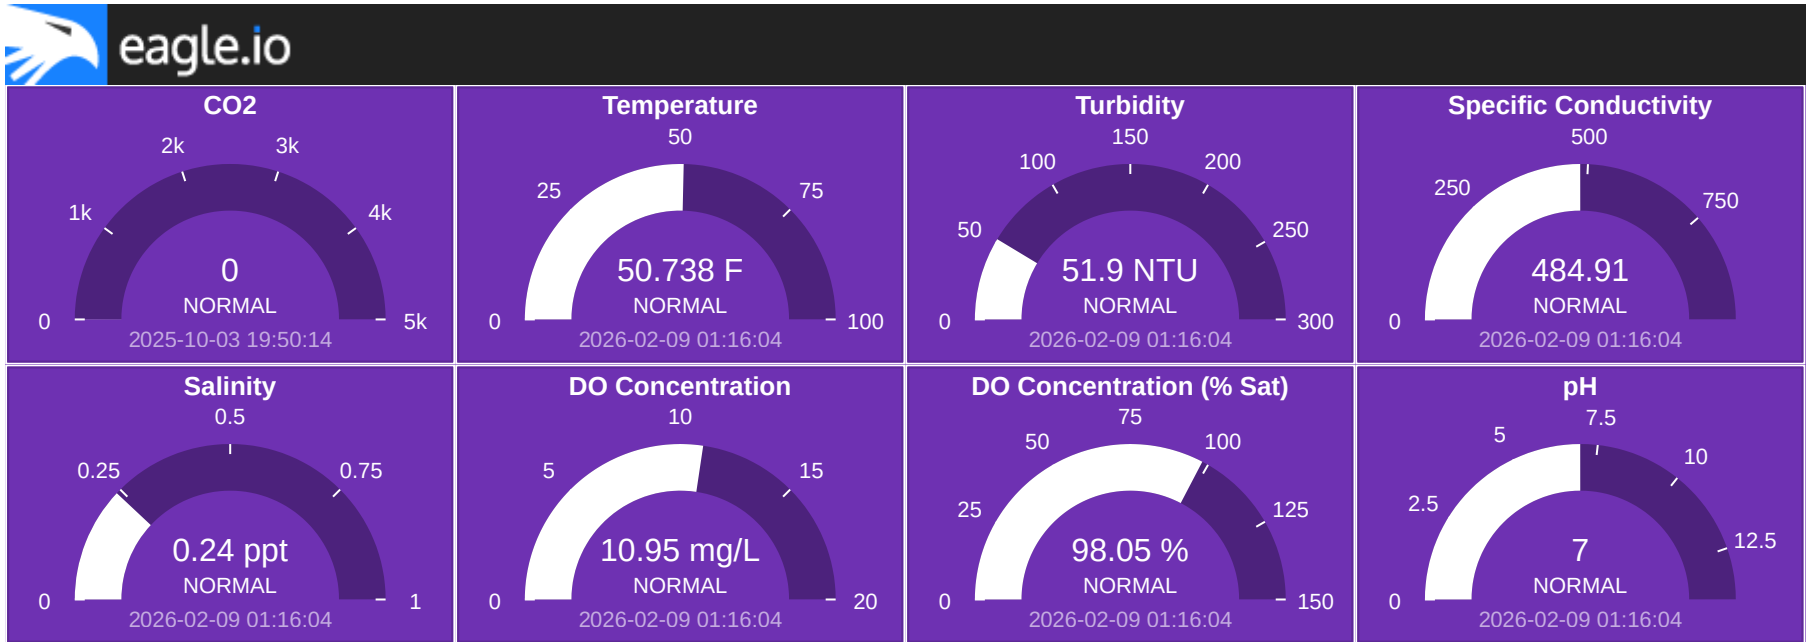 eagle.io
CO2
2k
3k
1k
4k
0
NORMAL
0
5k
2025-10-03 19:50:14
Temperature
50
25
75
50.738 F
NORMAL
0
100
2026-02-09 01:16:04
Turbidity
150
100
200
50
250
51.9 NTU
NORMAL
0
300
2026-02-09 01:16:04
Specific Conductivity
500
250
750
484.91
NORMAL
0
2026-02-09 01:16:04
Salinity
0.5
0.25
0.75
0.24 ppt
NORMAL
0
1
2026-02-09 01:16:04
DO Concentration
10
5
15
10.95 mg/L
NORMAL
0
20
2026-02-09 01:16:04
DO Concentration (% Sat)
75
50
100
25
125
98.05 %
NORMAL
0
150
2026-02-09 01:16:04
pH
7.5
5
10
2.5
12.5
7
NORMAL
0
2026-02-09 01:16:04